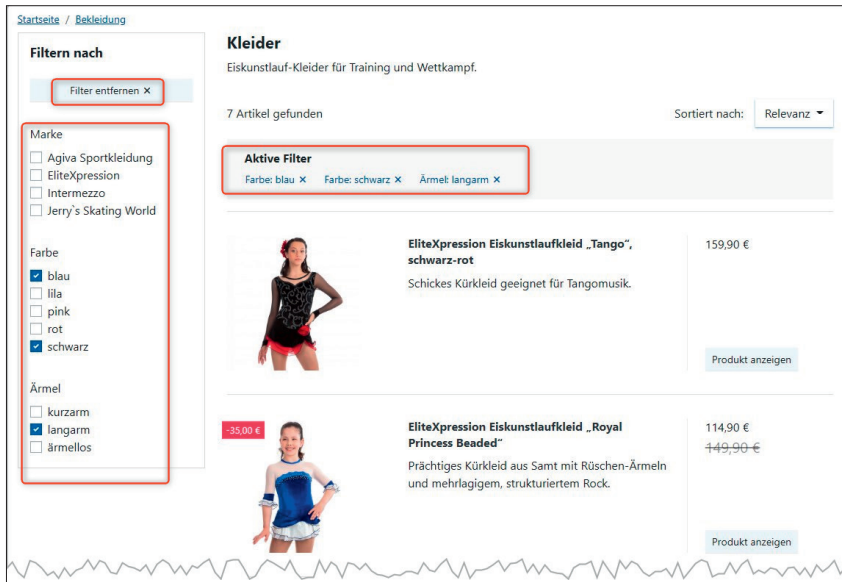 Startseite / Bekleidung
Filtern nach
Filter entfernen ×
Marke
Agiva Sportkleidung
EliteXpression
Intermezzo
Jerry`s Skating World
Farbe
blau
lila
pink
rot
schwarz
Ärmel
kurzarm
langarm
ärmellos
Kleider
Eiskunstlauf-Kleider für Training und Wettkampf.
7 Artikel gefunden
Sortiert nach: Relevanz
Aktive Filter
Farbe: blau × Farbe: schwarz × Ärmel: langarm ×
EliteXpression Eiskunstlaufkleid „Tango“,
schwarz-rot
Schickes Kürkleid geeignet für Tangomusik.
159,90 €
Produkt anzeigen
-35,00 €
EliteXpression Eiskunstlaufkleid „Royal
Princess Beaded“
Prächtiges Kürkleid aus Samt mit Rüschen-Ärmeln
und mehrlagigem, strukturiertem Rock.
114,90 €
149,90 €
Produkt anzeigen